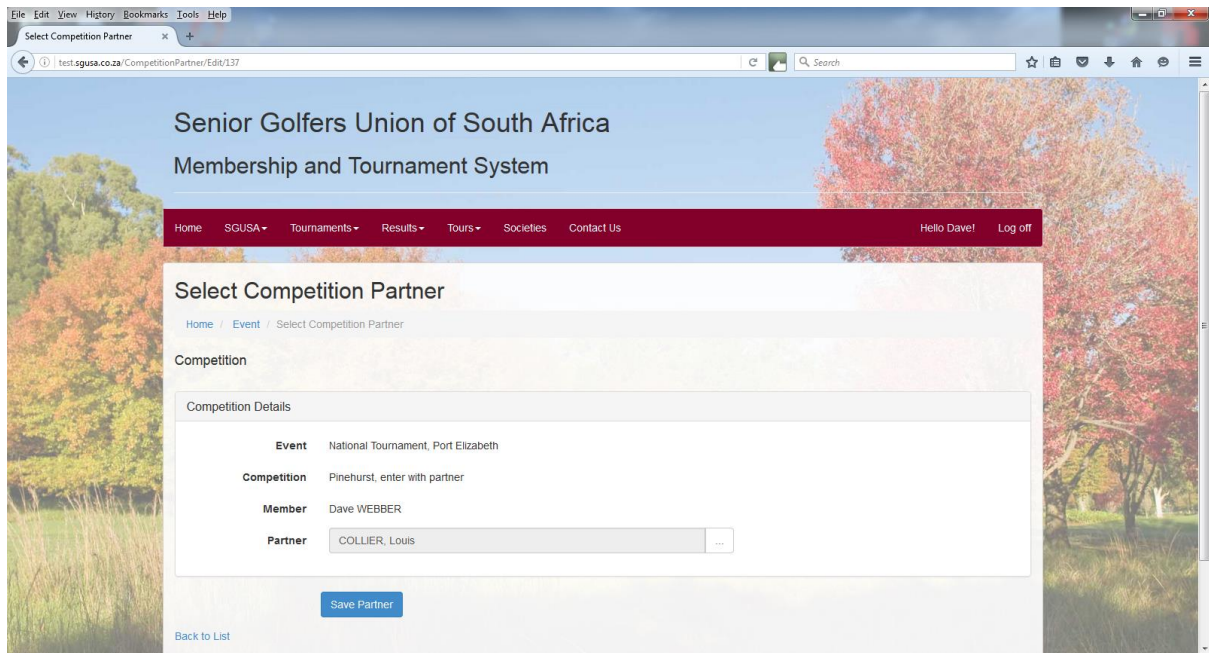 File Edit View History Bookmarks Tools Help
Select Competition Partner × +
test.sgusa.co.za/CompetitionPartner/Edit/137 Search
Senior Golfers Union of South Africa
Membership and Tournament System
Home SGUSA Tournaments Results Tours Societies Contact Us Hello Dave! Log off
Select Competition Partner
Home / Event / Select Competition Partner
Competition
Competition Details
Event National Tournament, Port Elizabeth
Competition Pinehurst, enter with partner
Member Dave WEBBER
Partner COLLIER, Louis ...
Save Partner
Back to List